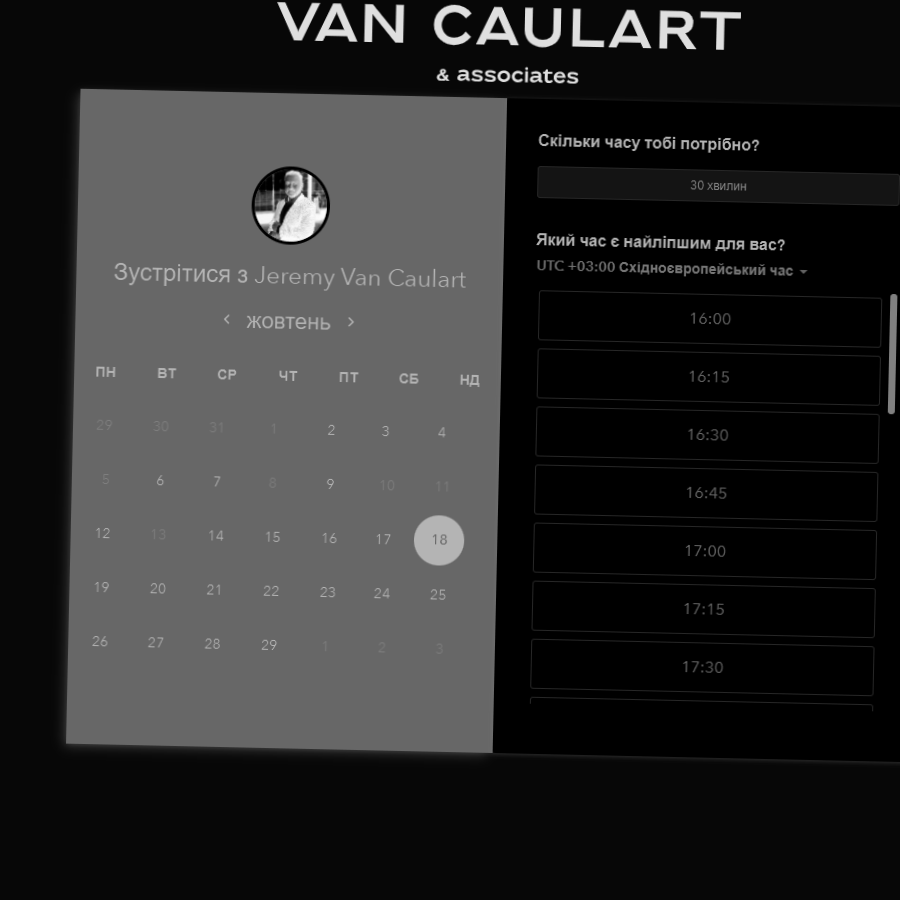 VAN CAULART
& associates
Зустрітися з Jeremy Van Caulart
жовтень
ПН ВТ СР ЧТ ПТ СБ НД
29 30 31 1 2 3 4
5 6 7 8 9 10 11
12 13 14 15 16 17 18
19 20 21 22 23 24 25
26 27 28 29 1 2 3
Скільки часу тобі потрібно?
30 хвилин
Який час є найліпшим для вас?
UTC +03:00 Східноєвропейський час
16:00
16:15
16:30
16:45
17:00
17:15
17:30